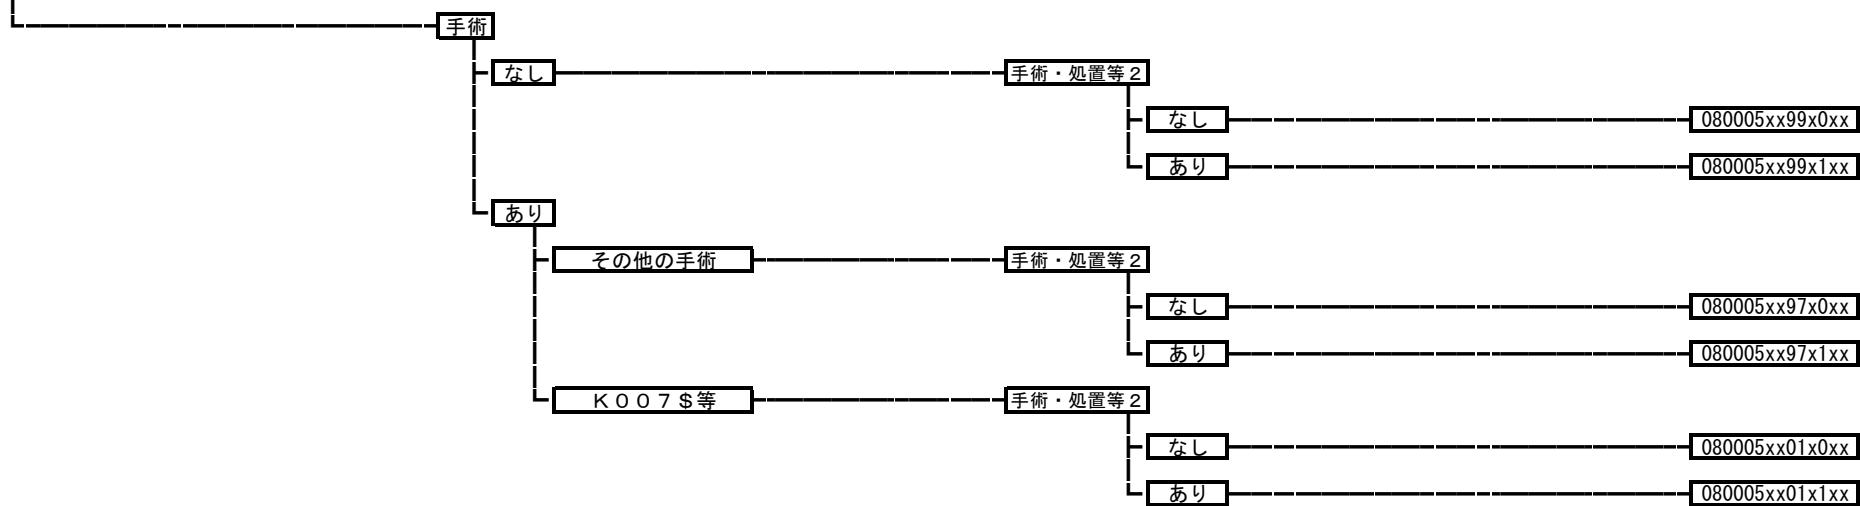 手術
なし 手術・処置等２
なし 080005xx99x0xx
あり 080005xx99x1xx
あり
その他の手術 手術・処置等２
なし 080005xx97x0xx
あり 080005xx97x1xx
Ｋ００７＄等 手術・処置等２
なし 080005xx01x0xx
あり 080005xx01x1xx